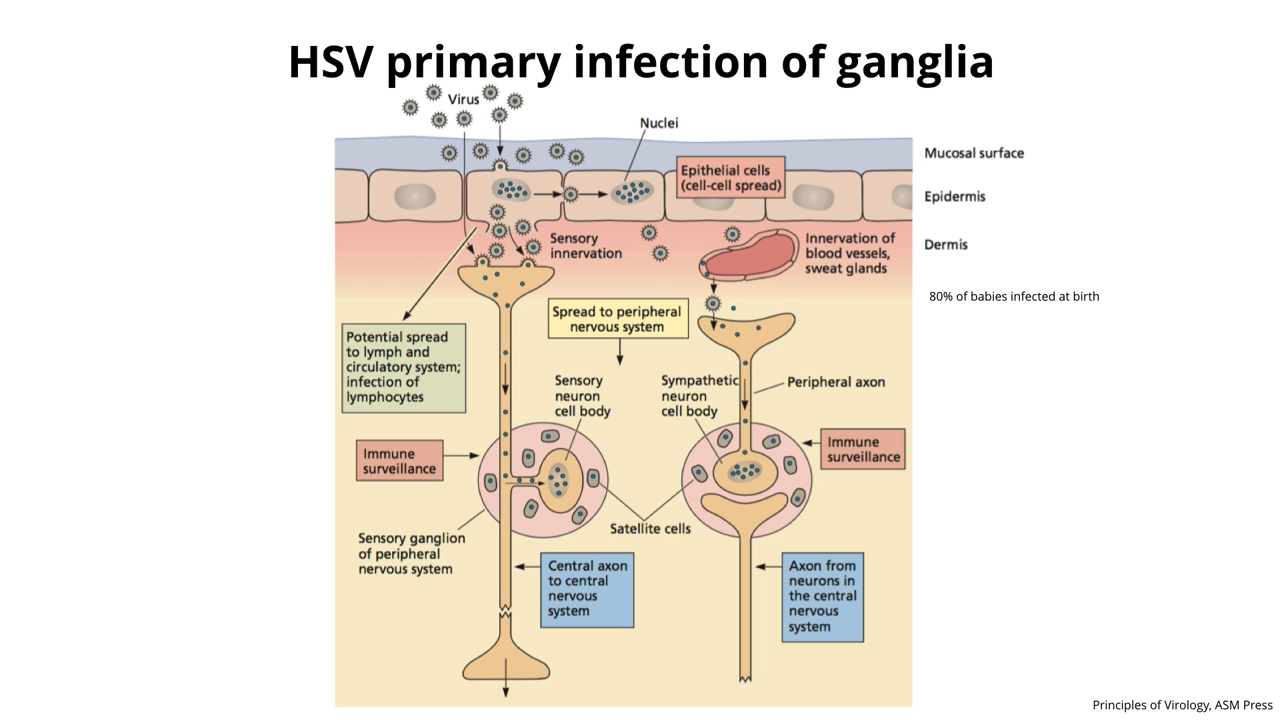 HSV primary infection of ganglia
Virus
Nuclei
Mucosal surface
Epithelial cells
(cell-cell spread)
Epidermis
Sensory
innervation
Innervation of
blood vessels,
sweat glands
Dermis
80% of babies infected at birth
Spread to peripheral
nervous system
Potential spread
to lymph and
circulatory system;
infection of
lymphocytes
Sensory
neuron
cell body
Sympathetic
neuron
cell body
Peripheral axon
Immune
surveillance
Immune
surveillance
Satellite cells
Sensory ganglion
of peripheral
nervous system
Central axon
to central
nervous
system
Axon from
neurons in
the central
nervous
system
Principles of Virology, ASM Press